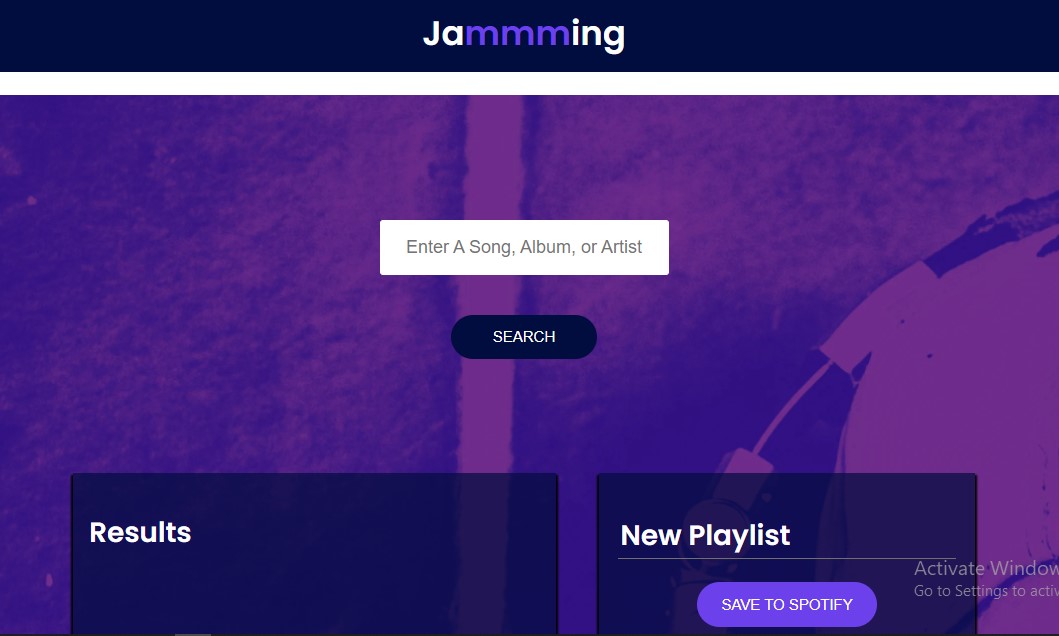 Jammming
Enter A Song, Album, or Artist
SEARCH
Results
New Playlist
Activate Window
Go to Settings to activ
SAVE TO SPOTIFY